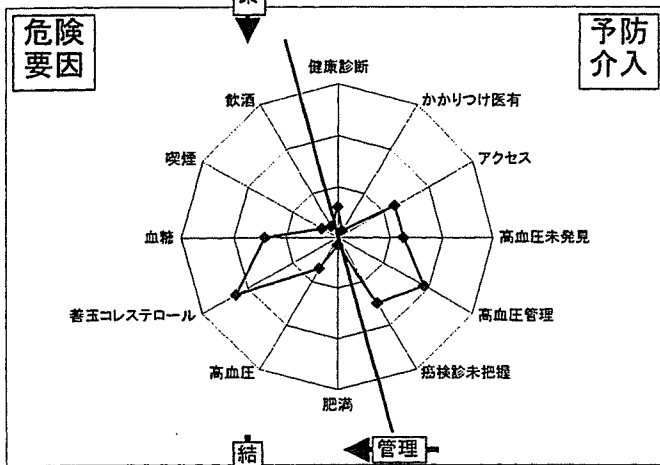 危険
要因
予防
介入
健康診断
かかりつけ医有
アクセス
高血圧未発見
高血圧管理
癌検診未把握
肥満
高血圧
善玉コレステロール
血糖
喫煙
飲酒
結
管理